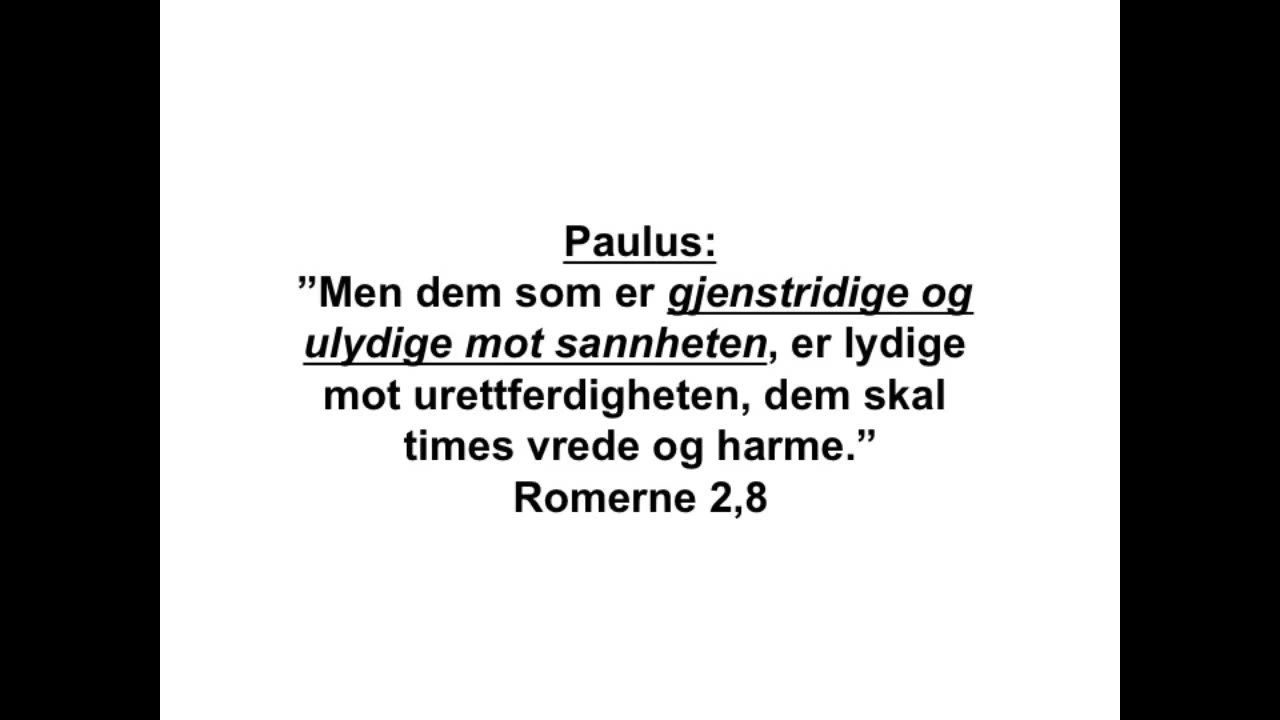 Paulus:
”Men dem som er gjenstridige og
ulydige mot sannheten, er lydige
mot urettferdigheten, dem skal
times vrede og harme.”
Romerne 2,8